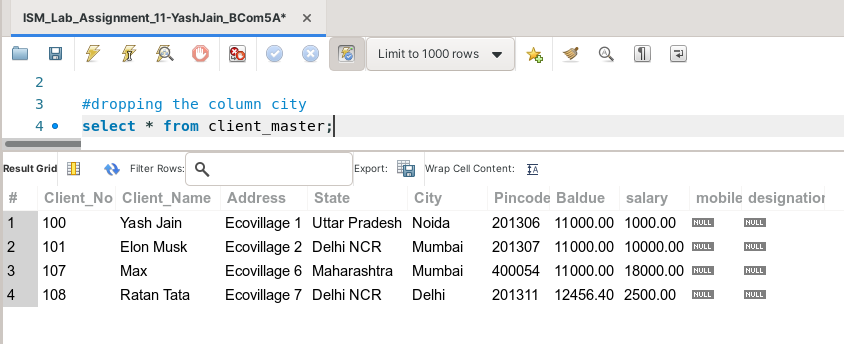 ISM_Lab_Assignment_11-YashJain_BCom5A* ×
Limit to 1000 rows
2
3 #dropping the column city
4 select * from client_master;
Result Grid Filter Rows: Export: Wrap Cell Content: IA
# Client_No Client_Name Address State City Pincode Baldue salary mobile designation
1 100 Yash Jain Ecovillage 1 Uttar Pradesh Noida 201306 11000.00 1000.00 NULL NULL
2 101 Elon Musk Ecovillage 2 Delhi NCR Mumbai 201307 11000.00 10000.00 NULL NULL
3 107 Max Ecovillage 6 Maharashtra Mumbai 400054 11000.00 18000.00 NULL NULL
4 108 Ratan Tata Ecovillage 7 Delhi NCR Delhi 201311 12456.40 2500.00 NULL NULL